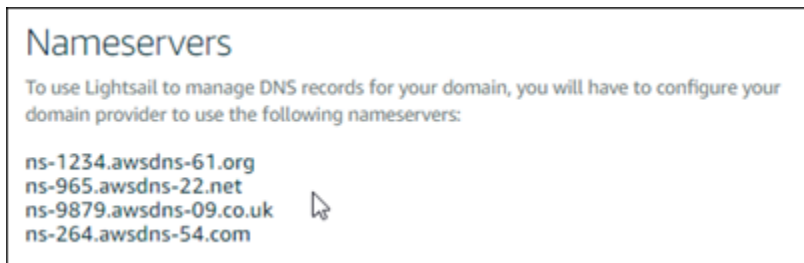 Nameservers
To use Lightsail to manage DNS records for your domain, you will have to configure your
domain provider to use the following nameservers:
ns-1234.awsdns-61.org
ns-965.awsdns-22.net
ns-9879.awsdns-09.co.uk
ns-264.awsdns-54.com